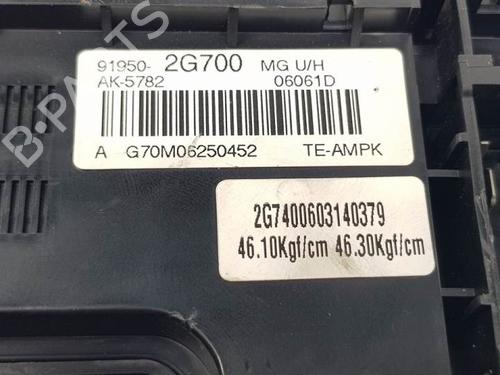 91950- 2G700 MG U/H
AK-5782 06061D
A G70M06250452 TE-AMPK
2G7400603140379
46.10Kgf/cm 46.30Kgf/cm
B-PARTS